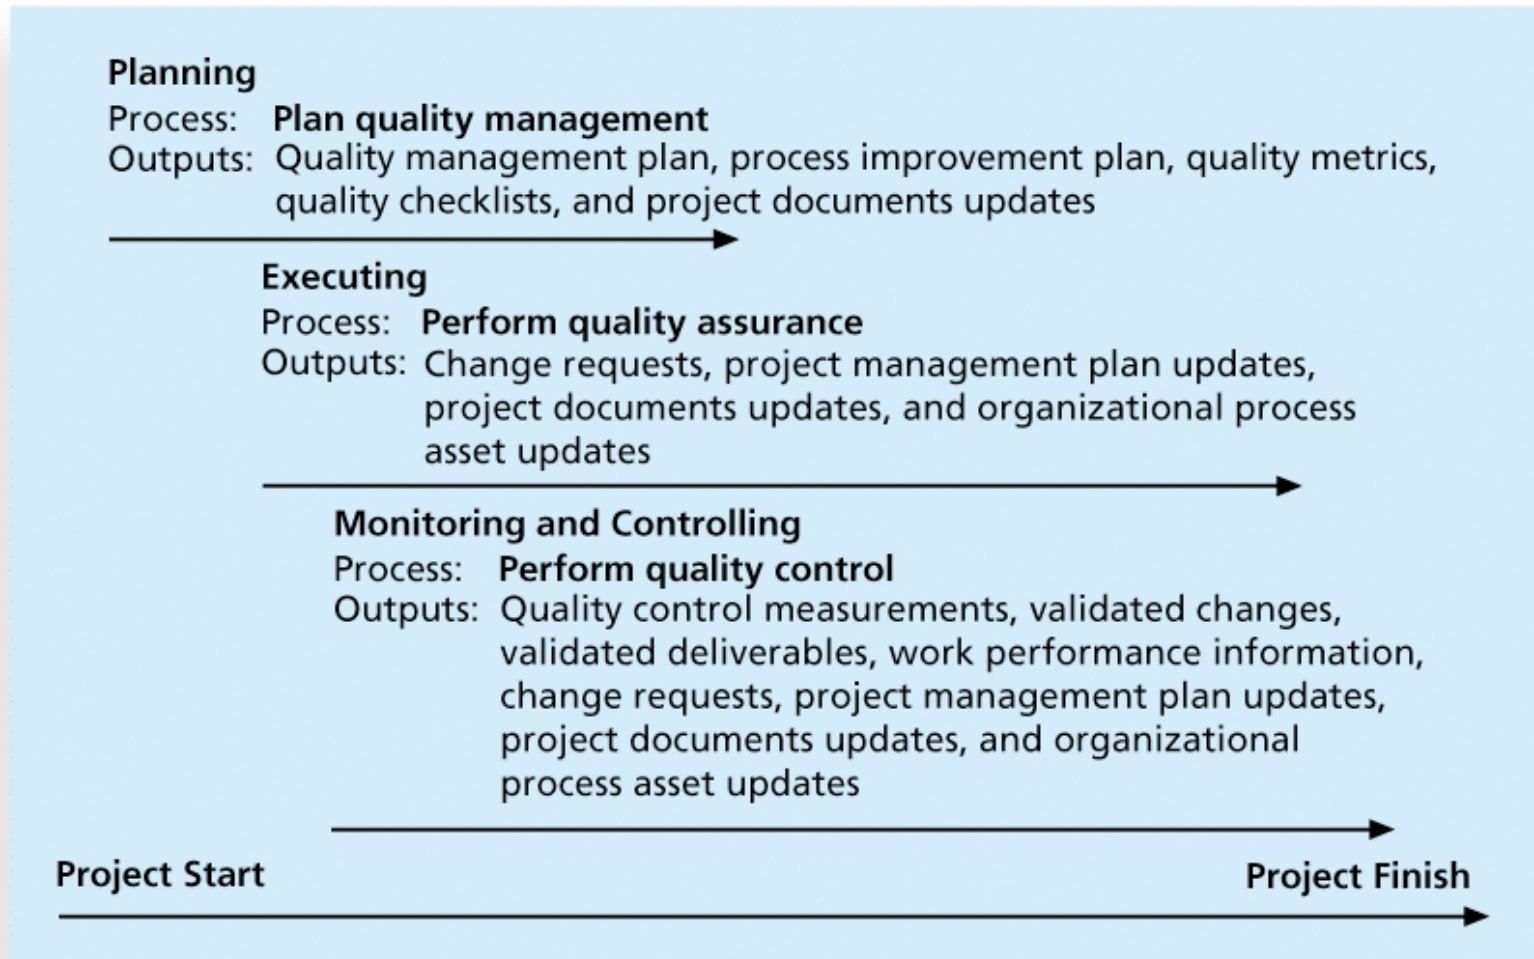 Planning
Process: Plan quality management
Outputs: Quality management plan, process improvement plan, quality metrics,
quality checklists, and project documents updates
Executing
Process: Perform quality assurance
Outputs: Change requests, project management plan updates,
project documents updates, and organizational process
asset updates
Monitoring and Controlling
Process: Perform quality control
Outputs: Quality control measurements, validated changes,
validated deliverables, work performance information,
change requests, project management plan updates,
project documents updates, and organizational
process asset updates
Project Start
Project Finish